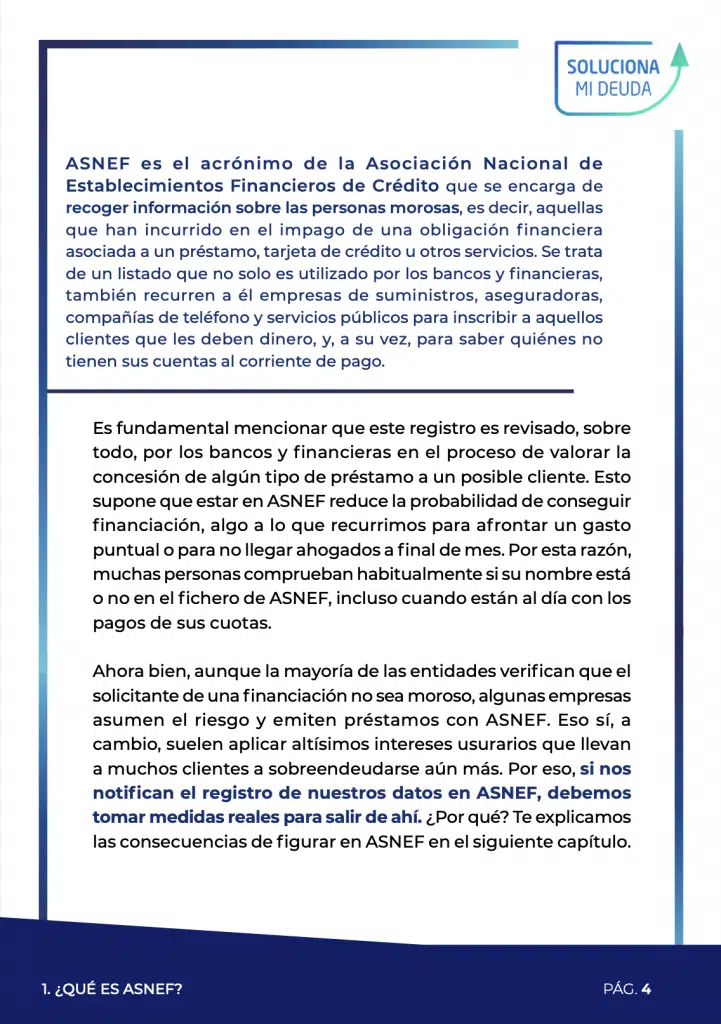 SOLUCIONA
MI DEUDA
ASNEF es el acrónimo de la Asociación Nacional de
Establecimientos Financieros de Crédito que se encarga de
recoger información sobre las personas morosas, es decir, aquellas
que han incurrido en el impago de una obligación financiera
asociada a un préstamo, tarjeta de crédito u otros servicios. Se trata
de un listado que no solo es utilizado por los bancos y financieras,
también recurren a él empresas de suministros, aseguradoras,
compañías de teléfono y servicios públicos para inscribir a aquellos
clientes que les deben dinero, y, a su vez, para saber quiénes no
tienen sus cuentas al corriente de pago.
Es fundamental mencionar que este registro es revisado, sobre
todo, por los bancos y financieras en el proceso de valorar la
concesión de algún tipo de préstamo a un posible cliente. Esto
supone que estar en ASNEF reduce la probabilidad de conseguir
financiación, algo a lo que recurrimos para afrontar un gasto
puntual o para no llegar ahogados a final de mes. Por esta razón,
muchas personas comprueban habitualmente si su nombre está
o no en el fichero de ASNEF, incluso cuando están al día con los
pagos de sus cuotas.
Ahora bien, aunque la mayoría de las entidades verifican que el
solicitante de una financiación no sea moroso, algunas empresas
asumen el riesgo y emiten préstamos con ASNEF. Eso sí, a
cambio, suelen aplicar altísimos intereses usurarios que llevan
a muchos clientes a sobreendeudarse aún más. Por eso, si nos
notifican el registro de nuestros datos en ASNEF, debemos
tomar medidas reales para salir de ahí. ¿Por qué? Te explicamos
las consecuencias de figurar en ASNEF en el siguiente capítulo.
1. ¿QUÉ ES ASNEF?
PÁG. 4